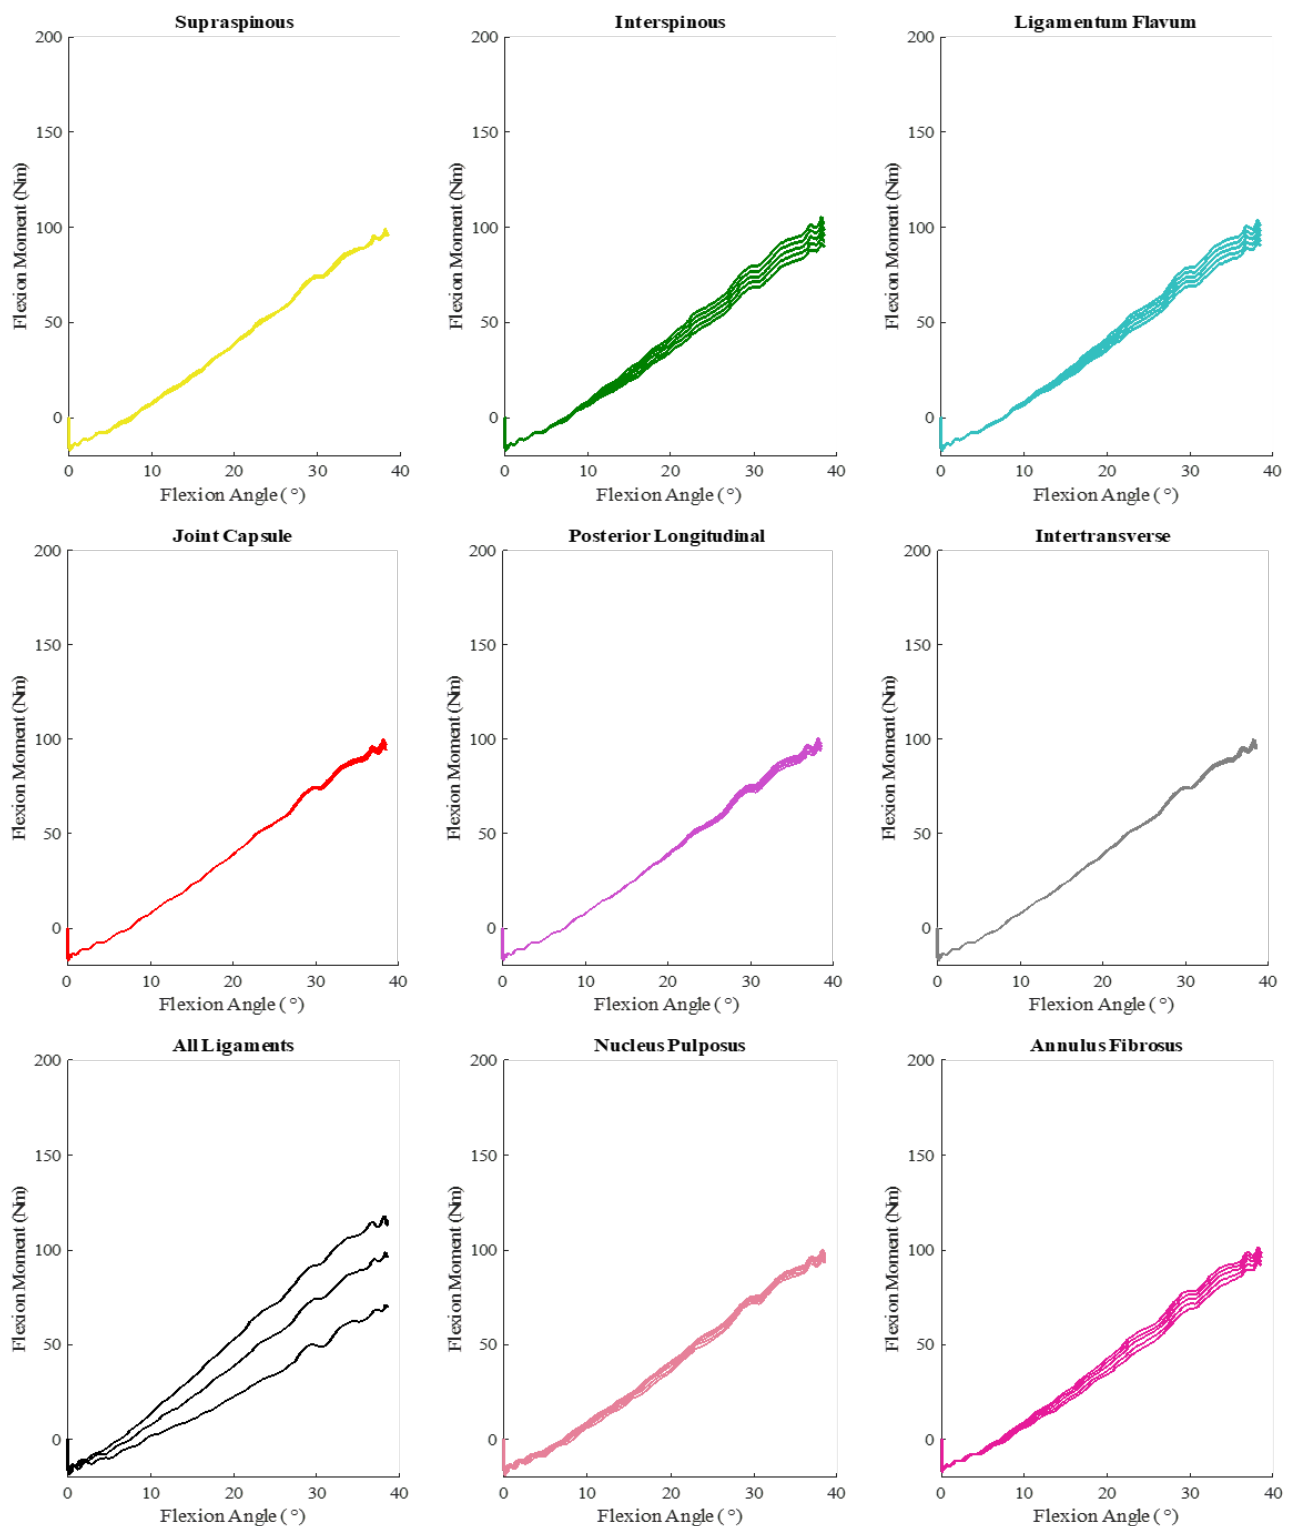 Supraspinous
200
150
100
50
0
0 10 20 30 40
Flexion Moment (Nm)
Flexion Angle (°)
Interspinous
200
150
100
50
0
0 10 20 30 40
Flexion Moment (Nm)
Flexion Angle (°)
Ligamentum Flavum
200
150
100
50
0
0 10 20 30 40
Flexion Moment (Nm)
Flexion Angle (°)
Joint Capsule
200
150
100
50
0
0 10 20 30 40
Flexion Moment (Nm)
Flexion Angle (°)
Posterior Longitudinal
200
150
100
50
0
0 10 20 30 40
Flexion Moment (Nm)
Flexion Angle (°)
Intertransverse
200
150
100
50
0
0 10 20 30 40
Flexion Moment (Nm)
Flexion Angle (°)
All Ligaments
200
150
100
50
0
0 10 20 30 40
Flexion Moment (Nm)
Flexion Angle (°)
Nucleus Pulposus
200
150
100
50
0
0 10 20 30 40
Flexion Moment (Nm)
Flexion Angle (°)
Annulus Fibrosus
200
150
100
50
0
0 10 20 30 40
Flexion Moment (Nm)
Flexion Angle (°)